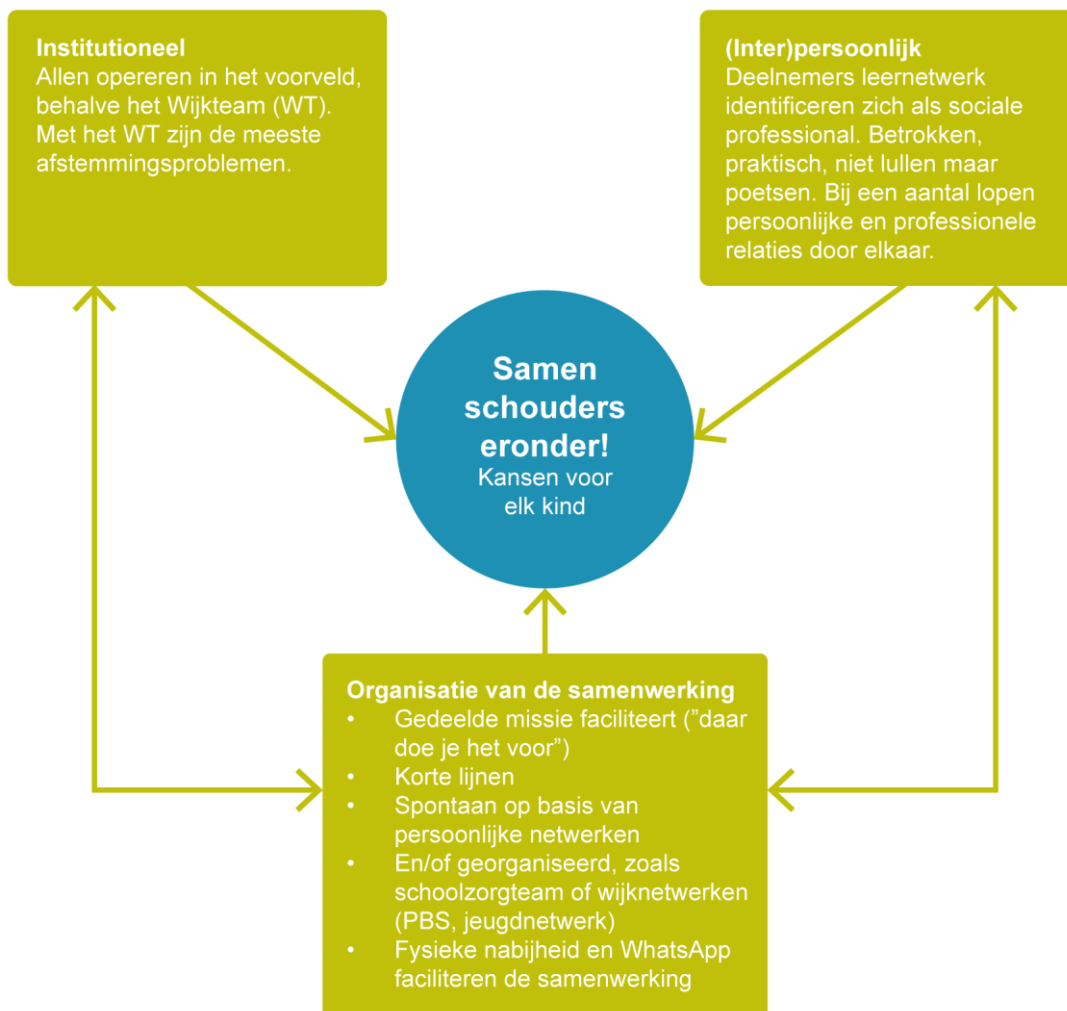 Institutioneel
Allen opereren in het voorveld,
behalve het Wijkteam (WT).
Met het WT zijn de meeste
afstemmingsproblemen.
(Inter)persoonlijk
Deelnemers leernetwerk
identificeren zich als sociale
professional. Betrokken,
praktisch, niet lullen maar
poetsen. Bij een aantal lopen
persoonlijke en professionele
relaties door elkaar.
Samen
schouders
eronder!
Kansen voor
elk kind
Organisatie van de samenwerking
• Gedeelde missie faciliteert (”daar
doe je het voor”)
• Korte lijnen
• Spontaan op basis van
persoonlijke netwerken
• En/of georganiseerd, zoals
schoolzorgteam of wijknetwerken
(PBS, jeugdnetwerk)
• Fysieke nabijheid en WhatsApp
faciliteren de samenwerking